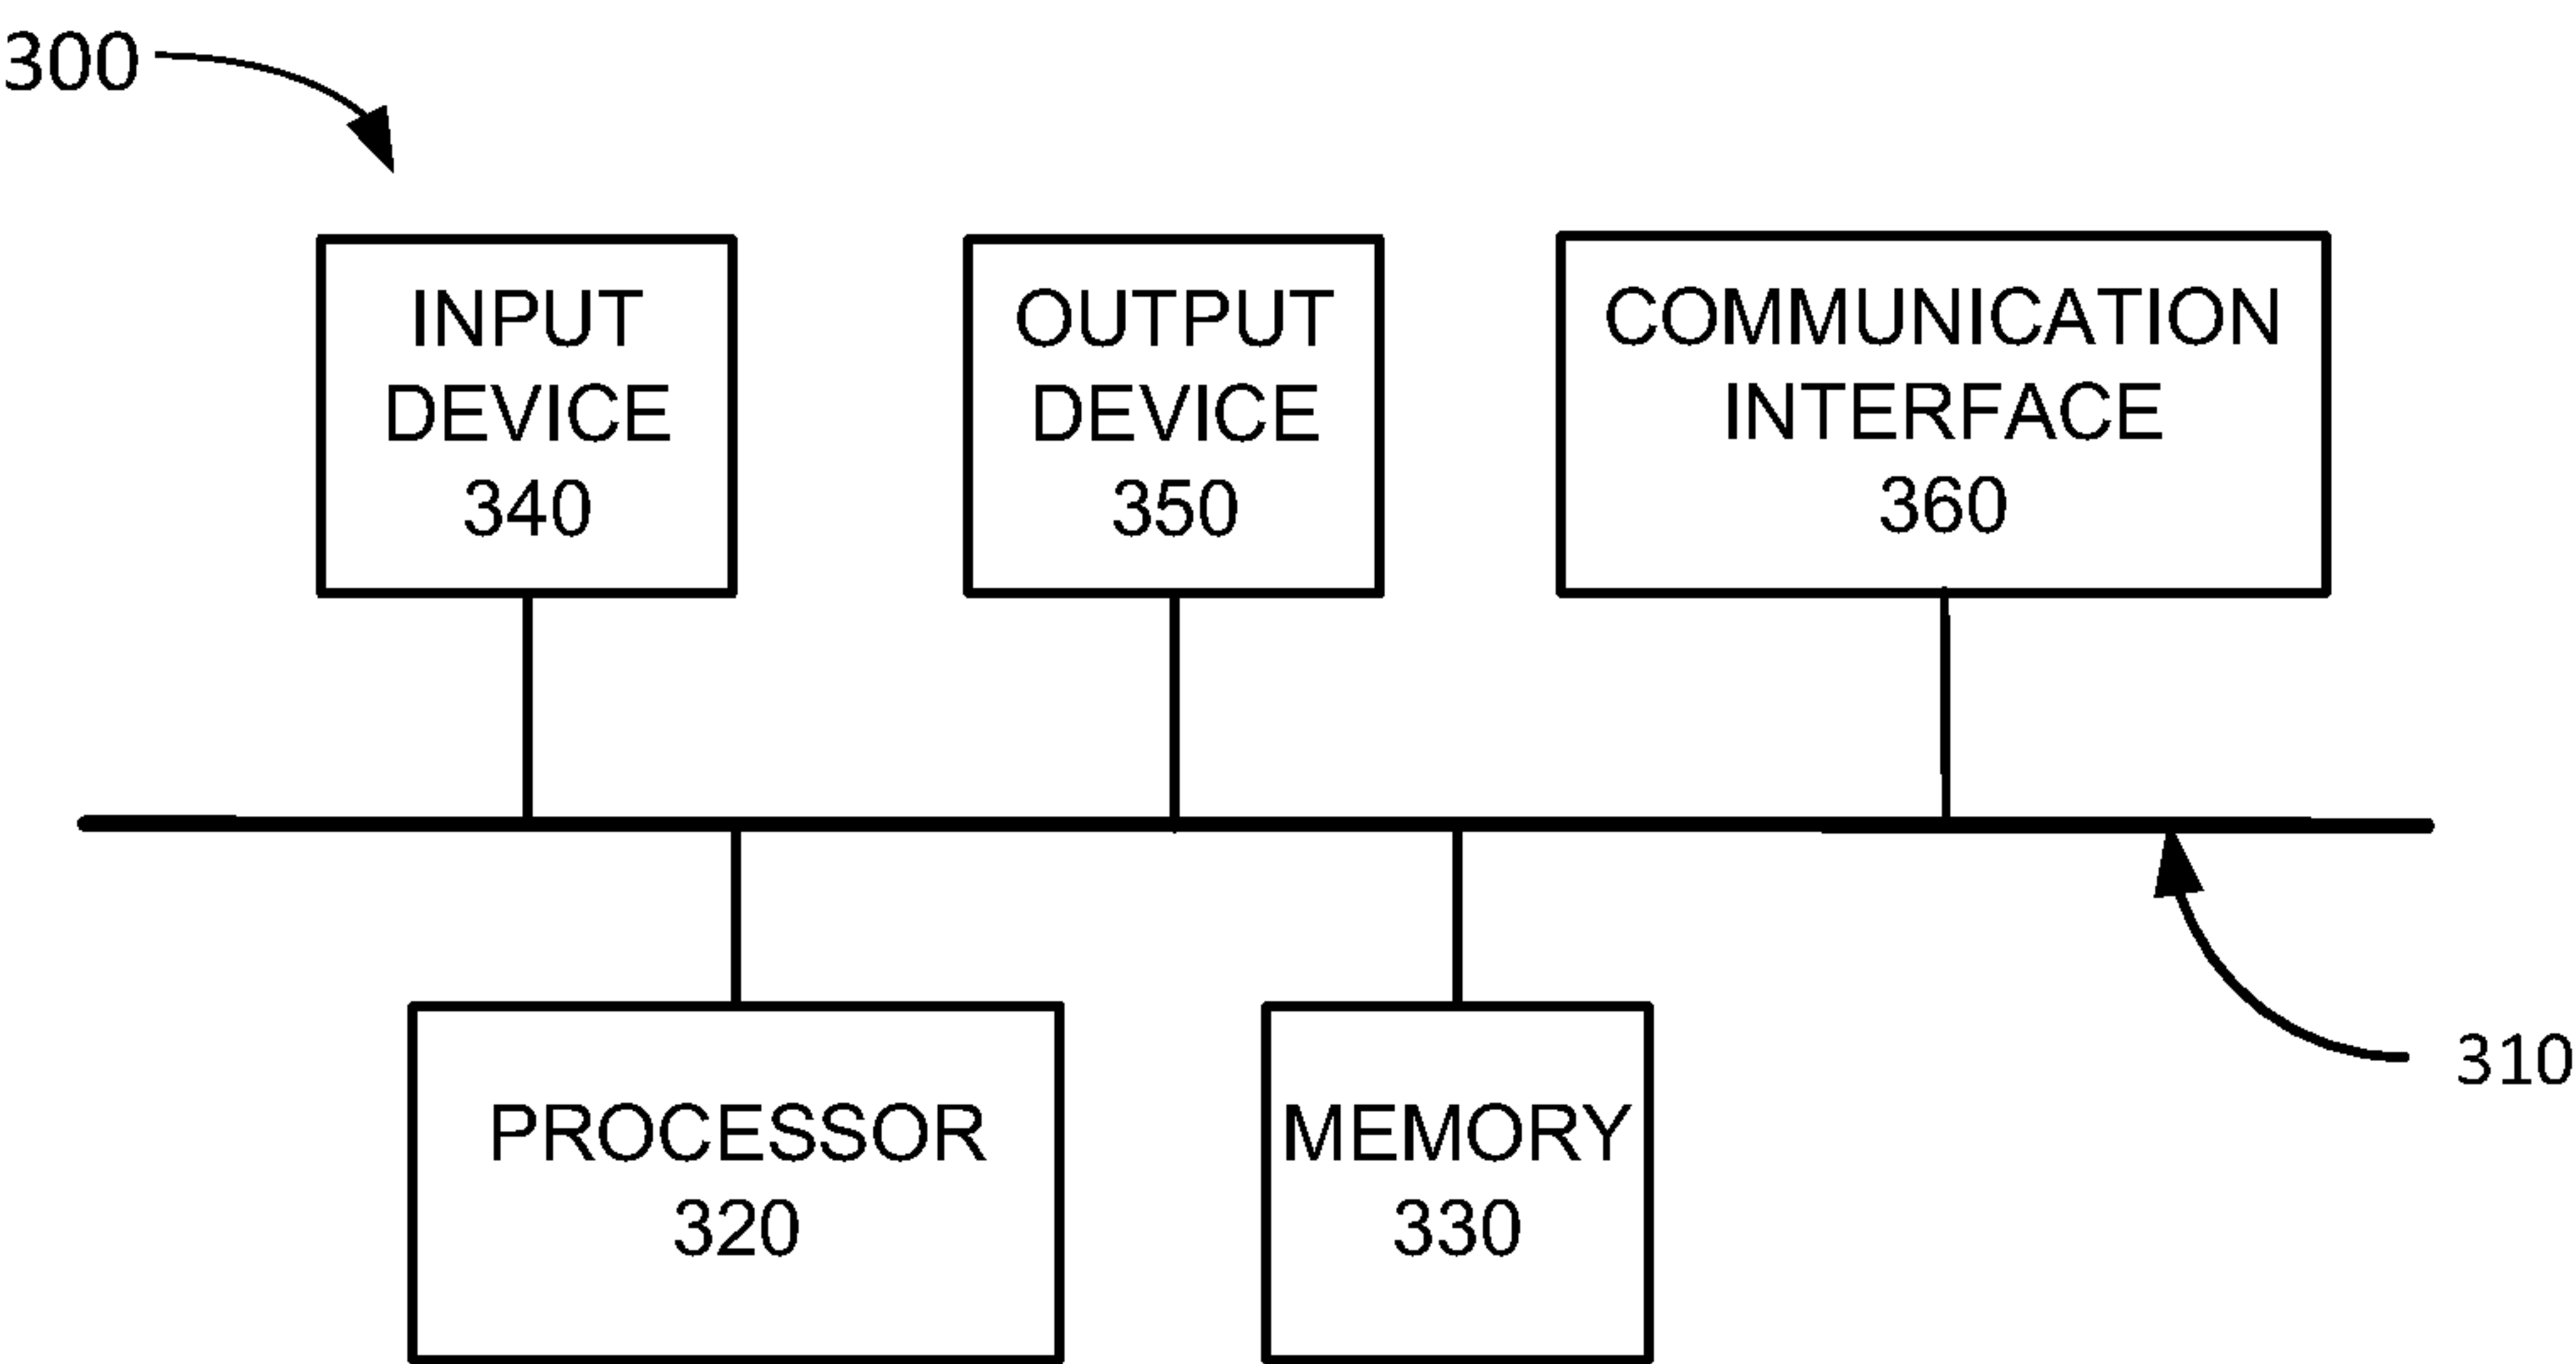 300
INPUT
DEVICE
340
OUTPUT
DEVICE
350
COMMUNICATION
INTERFACE
360
310
PROCESSOR
320
MEMORY
330